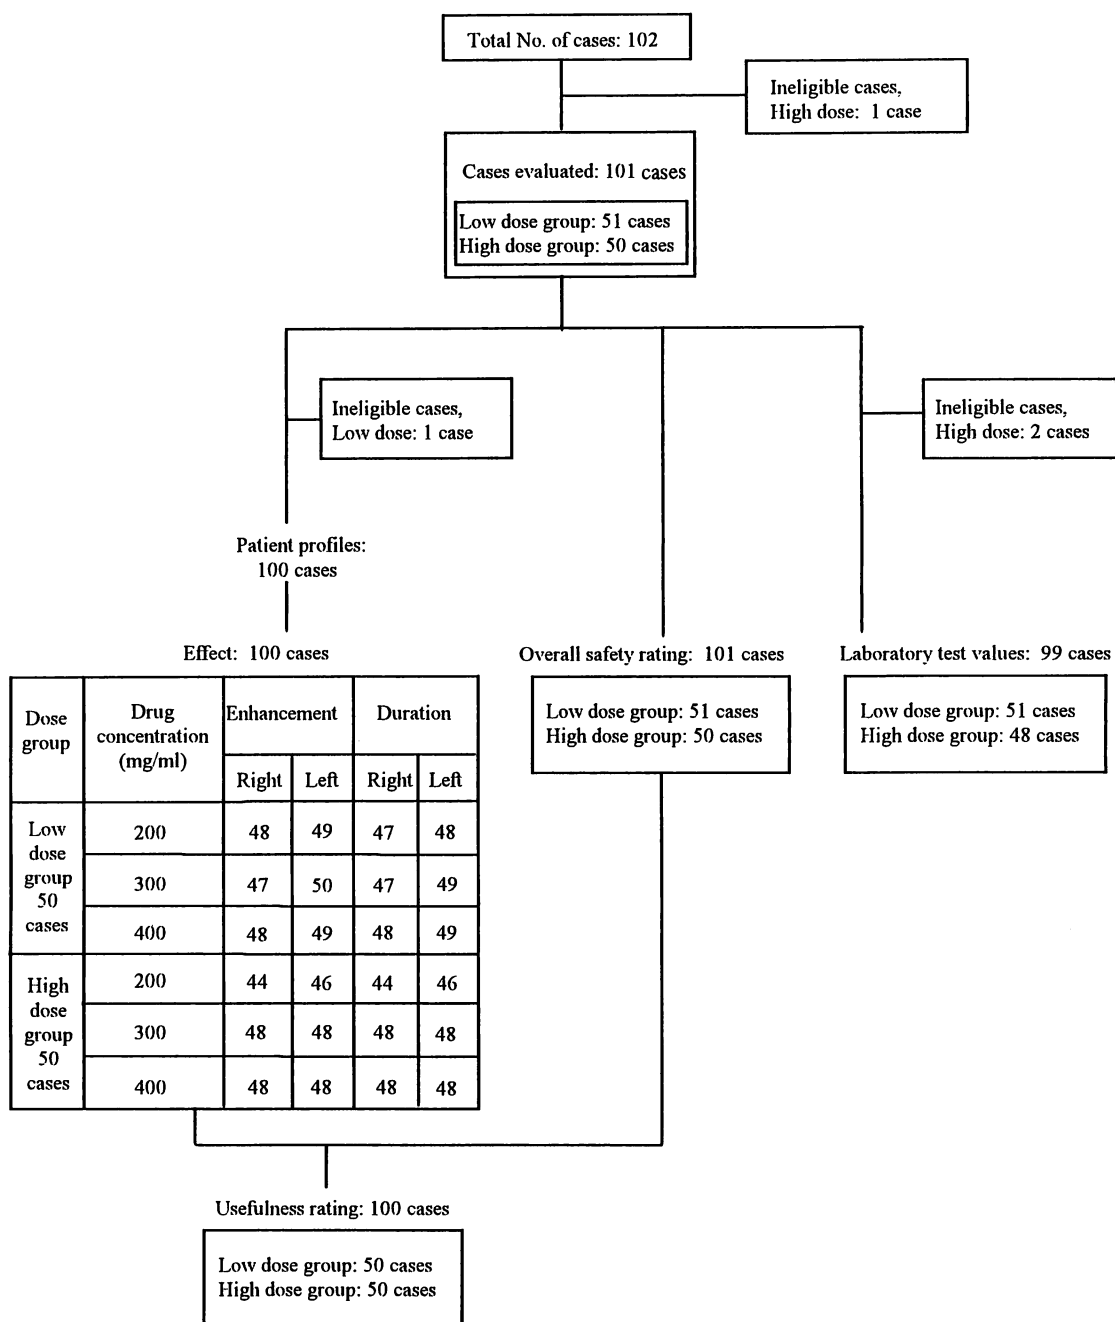 Total No. of cases: 102
Ineligible cases,
High dose: 1 case
Cases evaluated: 101 cases
Low dose group: 51 cases
High dose group: 50 cases
Ineligible cases,
Low dose: 1 case
Ineligible cases,
High dose: 2 cases
Patient profiles:
100 cases
Effect: 100 cases
Dose
group
Drug
concentration
(mg/ml)
Enhancement
Duration
Right Left Right Left
Low
dose
group
50
cases
200 48 49 47 48
300 47 50 47 49
400 48 49 48 49
High
dose
group
50
cases
200 44 46 44 46
300 48 48 48 48
400 48 48 48 48
Overall safety rating: 101 cases
Low dose group: 51 cases
High dose group: 50 cases
Laboratory test values: 99 cases
Low dose group: 51 cases
High dose group: 48 cases
Usefulness rating: 100 cases
Low dose group: 50 cases
High dose group: 50 cases